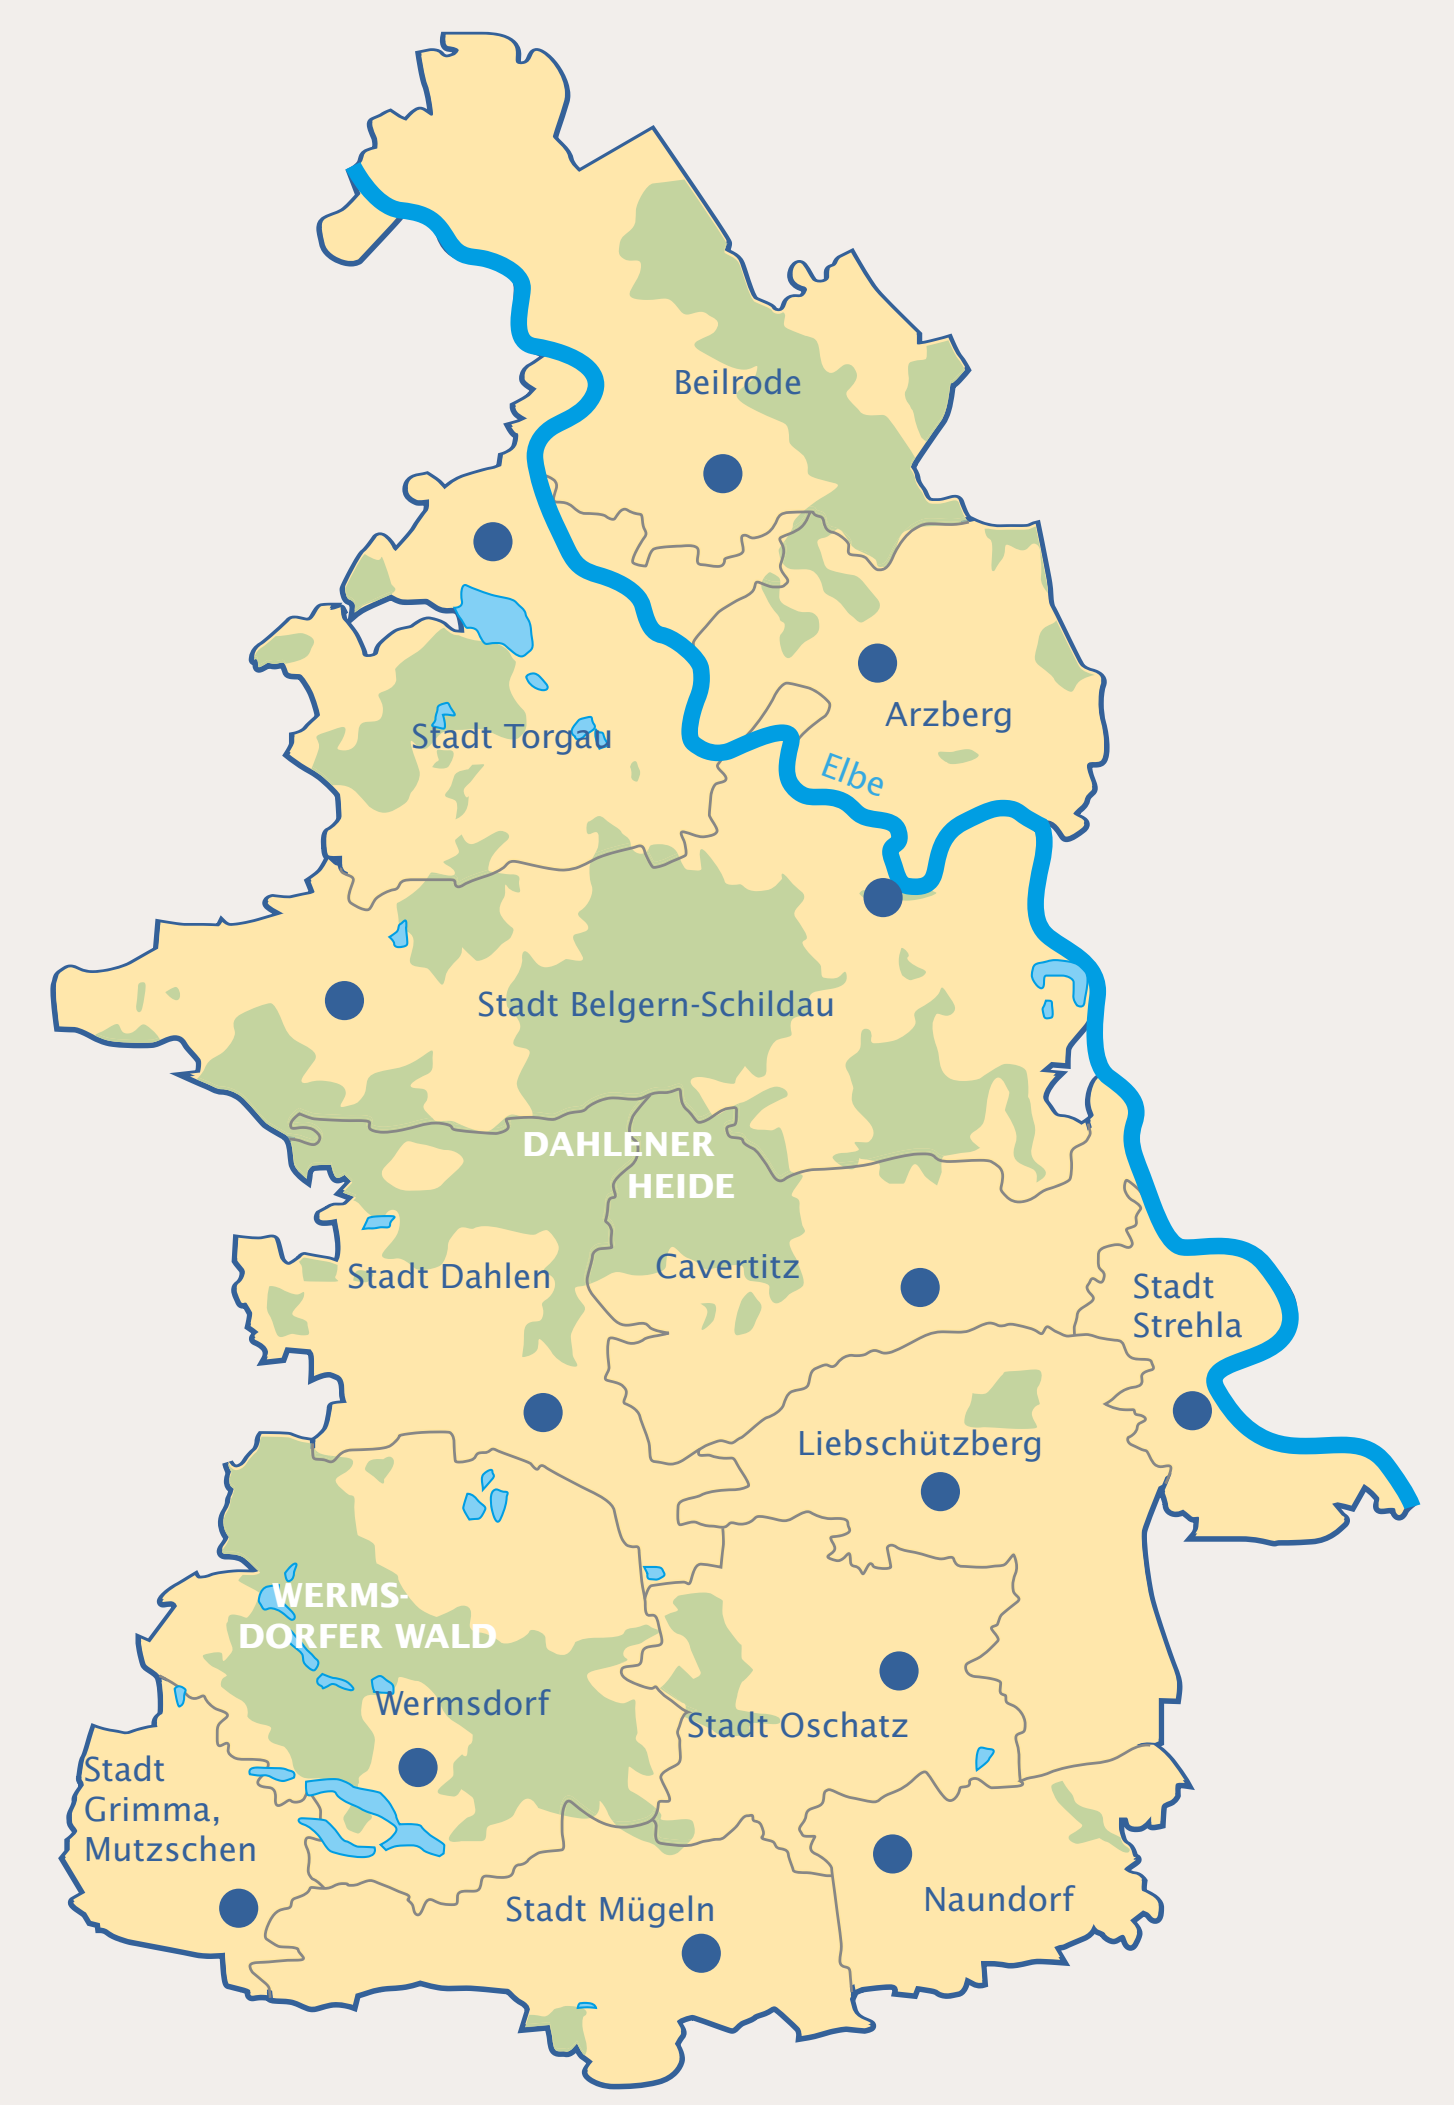 Beilrode
Arzberg
Stadt Torgau
Elbe
Stadt Belgern-Schildau
DAHLENER
HEIDE
Cavertitz
Stadt Dahlen
Stadt
Strehla
Liebschützberg
WERMS-
DORFER WALD
Wermsdorf
Stadt Oschatz
Stadt
Grimma,
Mutzschen
Naundorf
Stadt Mügeln